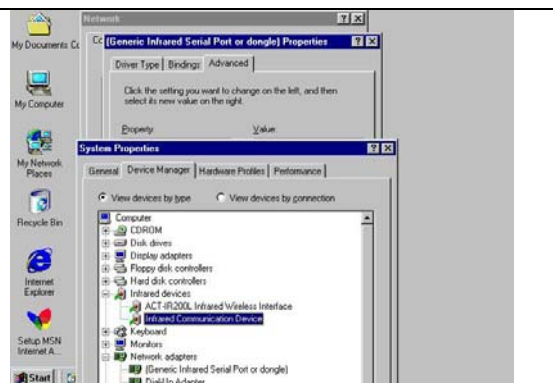 Network
My Documents
(Generic Infrared Serial Port or dongle) Properties
Driver Type
Bindings
Advanced
Click the setting you want to change on the left, and then
select its new value on the right.
Property:
Value:
My Computer
System Properties
General
Device Manager
Hardware Profiles
Performance
My Network
Places
View devices by type
View devices by connection
Recycle Bin
Computer
CDROM
Disk drives
Display adapters
Floppy disk controllers
Hard disk controllers
Internet
Explorer
Infrared devices
ACT-IR200L Infrared Wireless Interface
Infrared Communication Device
Keyboard
Monitors
Setup MSN
Internet A...
Network adapters
(Generic Infrared Serial Port or dongle)
Dial-Up Adapter
Start